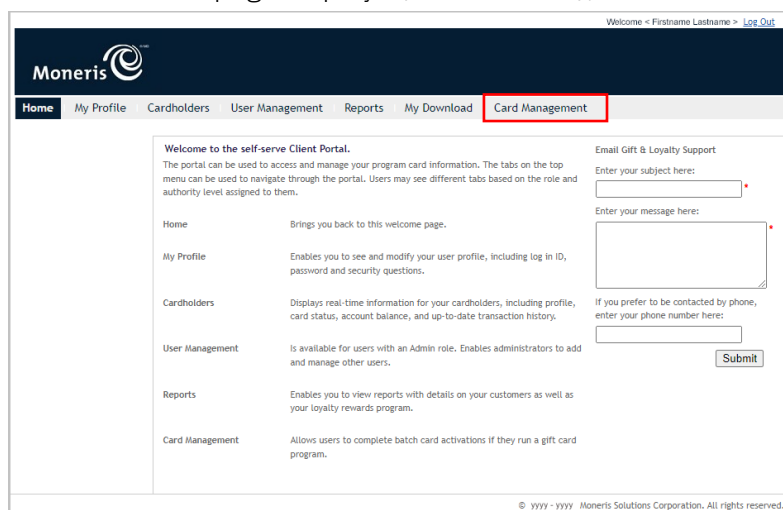 Welcome < Firstname Lastname > Log Out
Moneris
Home My Profile Cardholders User Management Reports My Download Card Management
Welcome to the self-serve Client Portal.
The portal can be used to access and manage your program card information. The tabs on the top
menu can be used to navigate through the portal. Users may see different tabs based on the role and
authority level assigned to them.
Home Brings you back to this welcome page.
My Profile Enables you to see and modify your user profile, including log in ID,
password and security questions.
Cardholders Displays real-time information for your cardholders, including profile,
card status, account balance, and up-to-date transaction history.
User Management Is available for users with an Admin role. Enables administrators to add
and manage other users.
Reports Enables you to view reports with details on your customers as well as
your loyalty rewards program.
Card Management Allows users to complete batch card activations if they run a gift card
program.
Email Gift & Loyalty Support
Enter your subject here:
*
Enter your message here:
*
If you prefer to be contacted by phone,
enter your phone number here:
Submit
© yyyy - yyyy Moneris Solutions Corporation. All rights reserved.